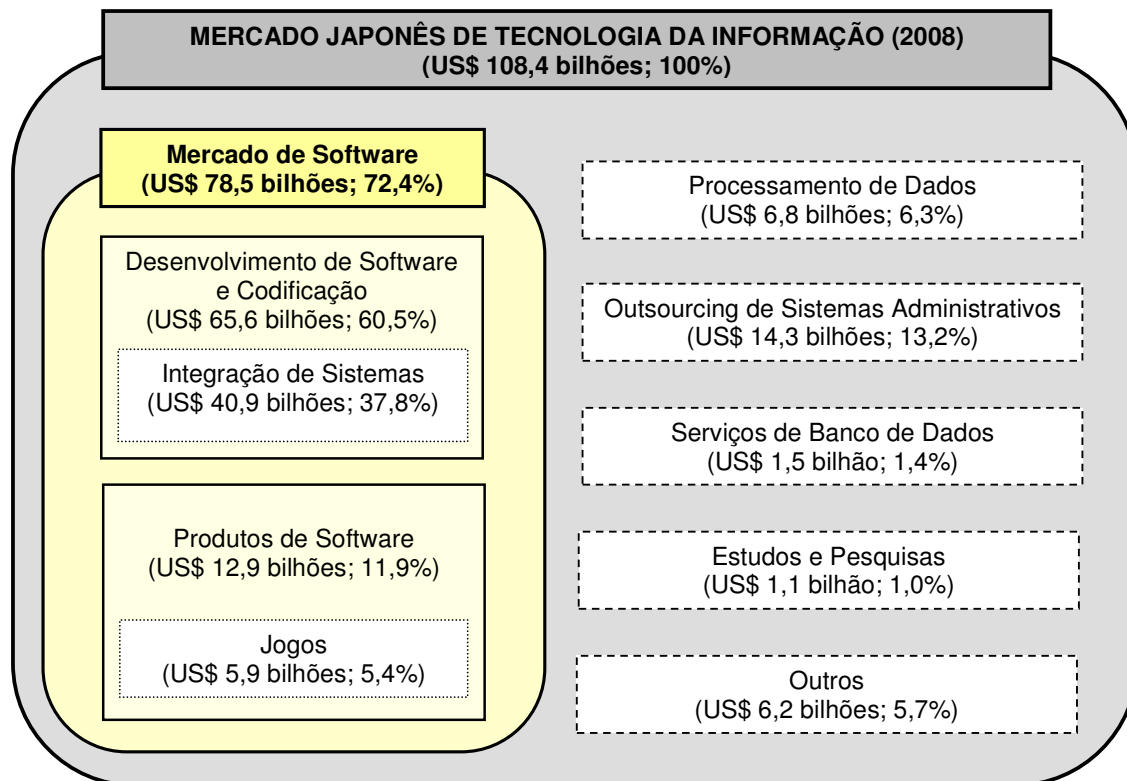 MERCADO JAPONÊS DE TECNOLOGIA DA INFORMAÇÃO (2008)
(US$ 108,4 bilhões; 100%)
Mercado de Software
(US$ 78,5 bilhões; 72,4%)
Desenvolvimento de Software
e Codificação
(US$ 65,6 bilhões; 60,5%)
Integração de Sistemas
(US$ 40,9 bilhões; 37,8%)
Produtos de Software
(US$ 12,9 bilhões; 11,9%)
Jogos
(US$ 5,9 bilhões; 5,4%)
Processamento de Dados
(US$ 6,8 bilhões; 6,3%)
Outsourcing de Sistemas Administrativos
(US$ 14,3 bilhões; 13,2%)
Serviços de Banco de Dados
(US$ 1,5 bilhão; 1,4%)
Estudos e Pesquisas
(US$ 1,1 bilhão; 1,0%)
Outros
(US$ 6,2 bilhões; 5,7%)